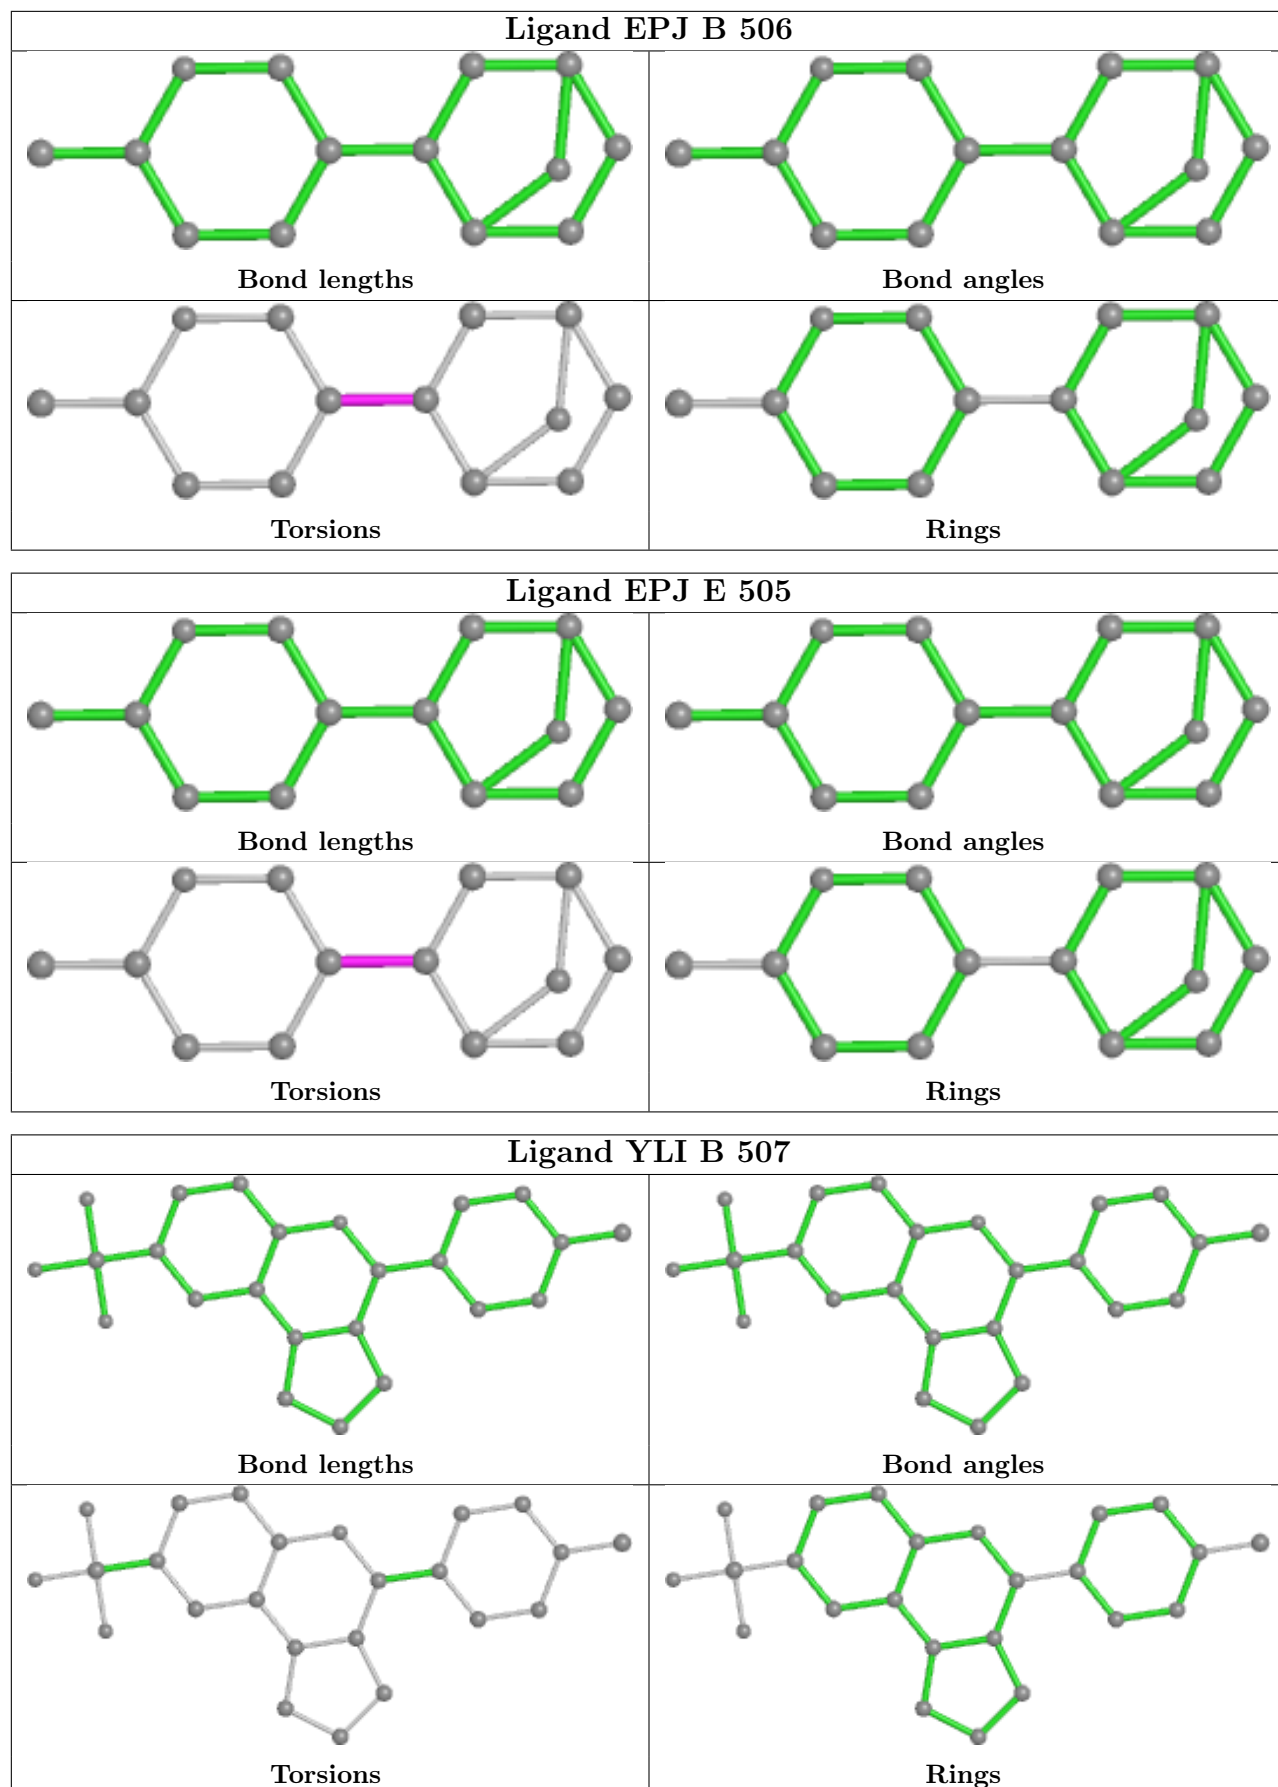 Ligand EPJ B 506
Bond lengths
Bond angles
Torsions
Rings
Ligand EPJ E 505
Bond lengths
Bond angles
Torsions
Rings
Ligand YLI B 507
Bond lengths
Bond angles
Torsions
Rings